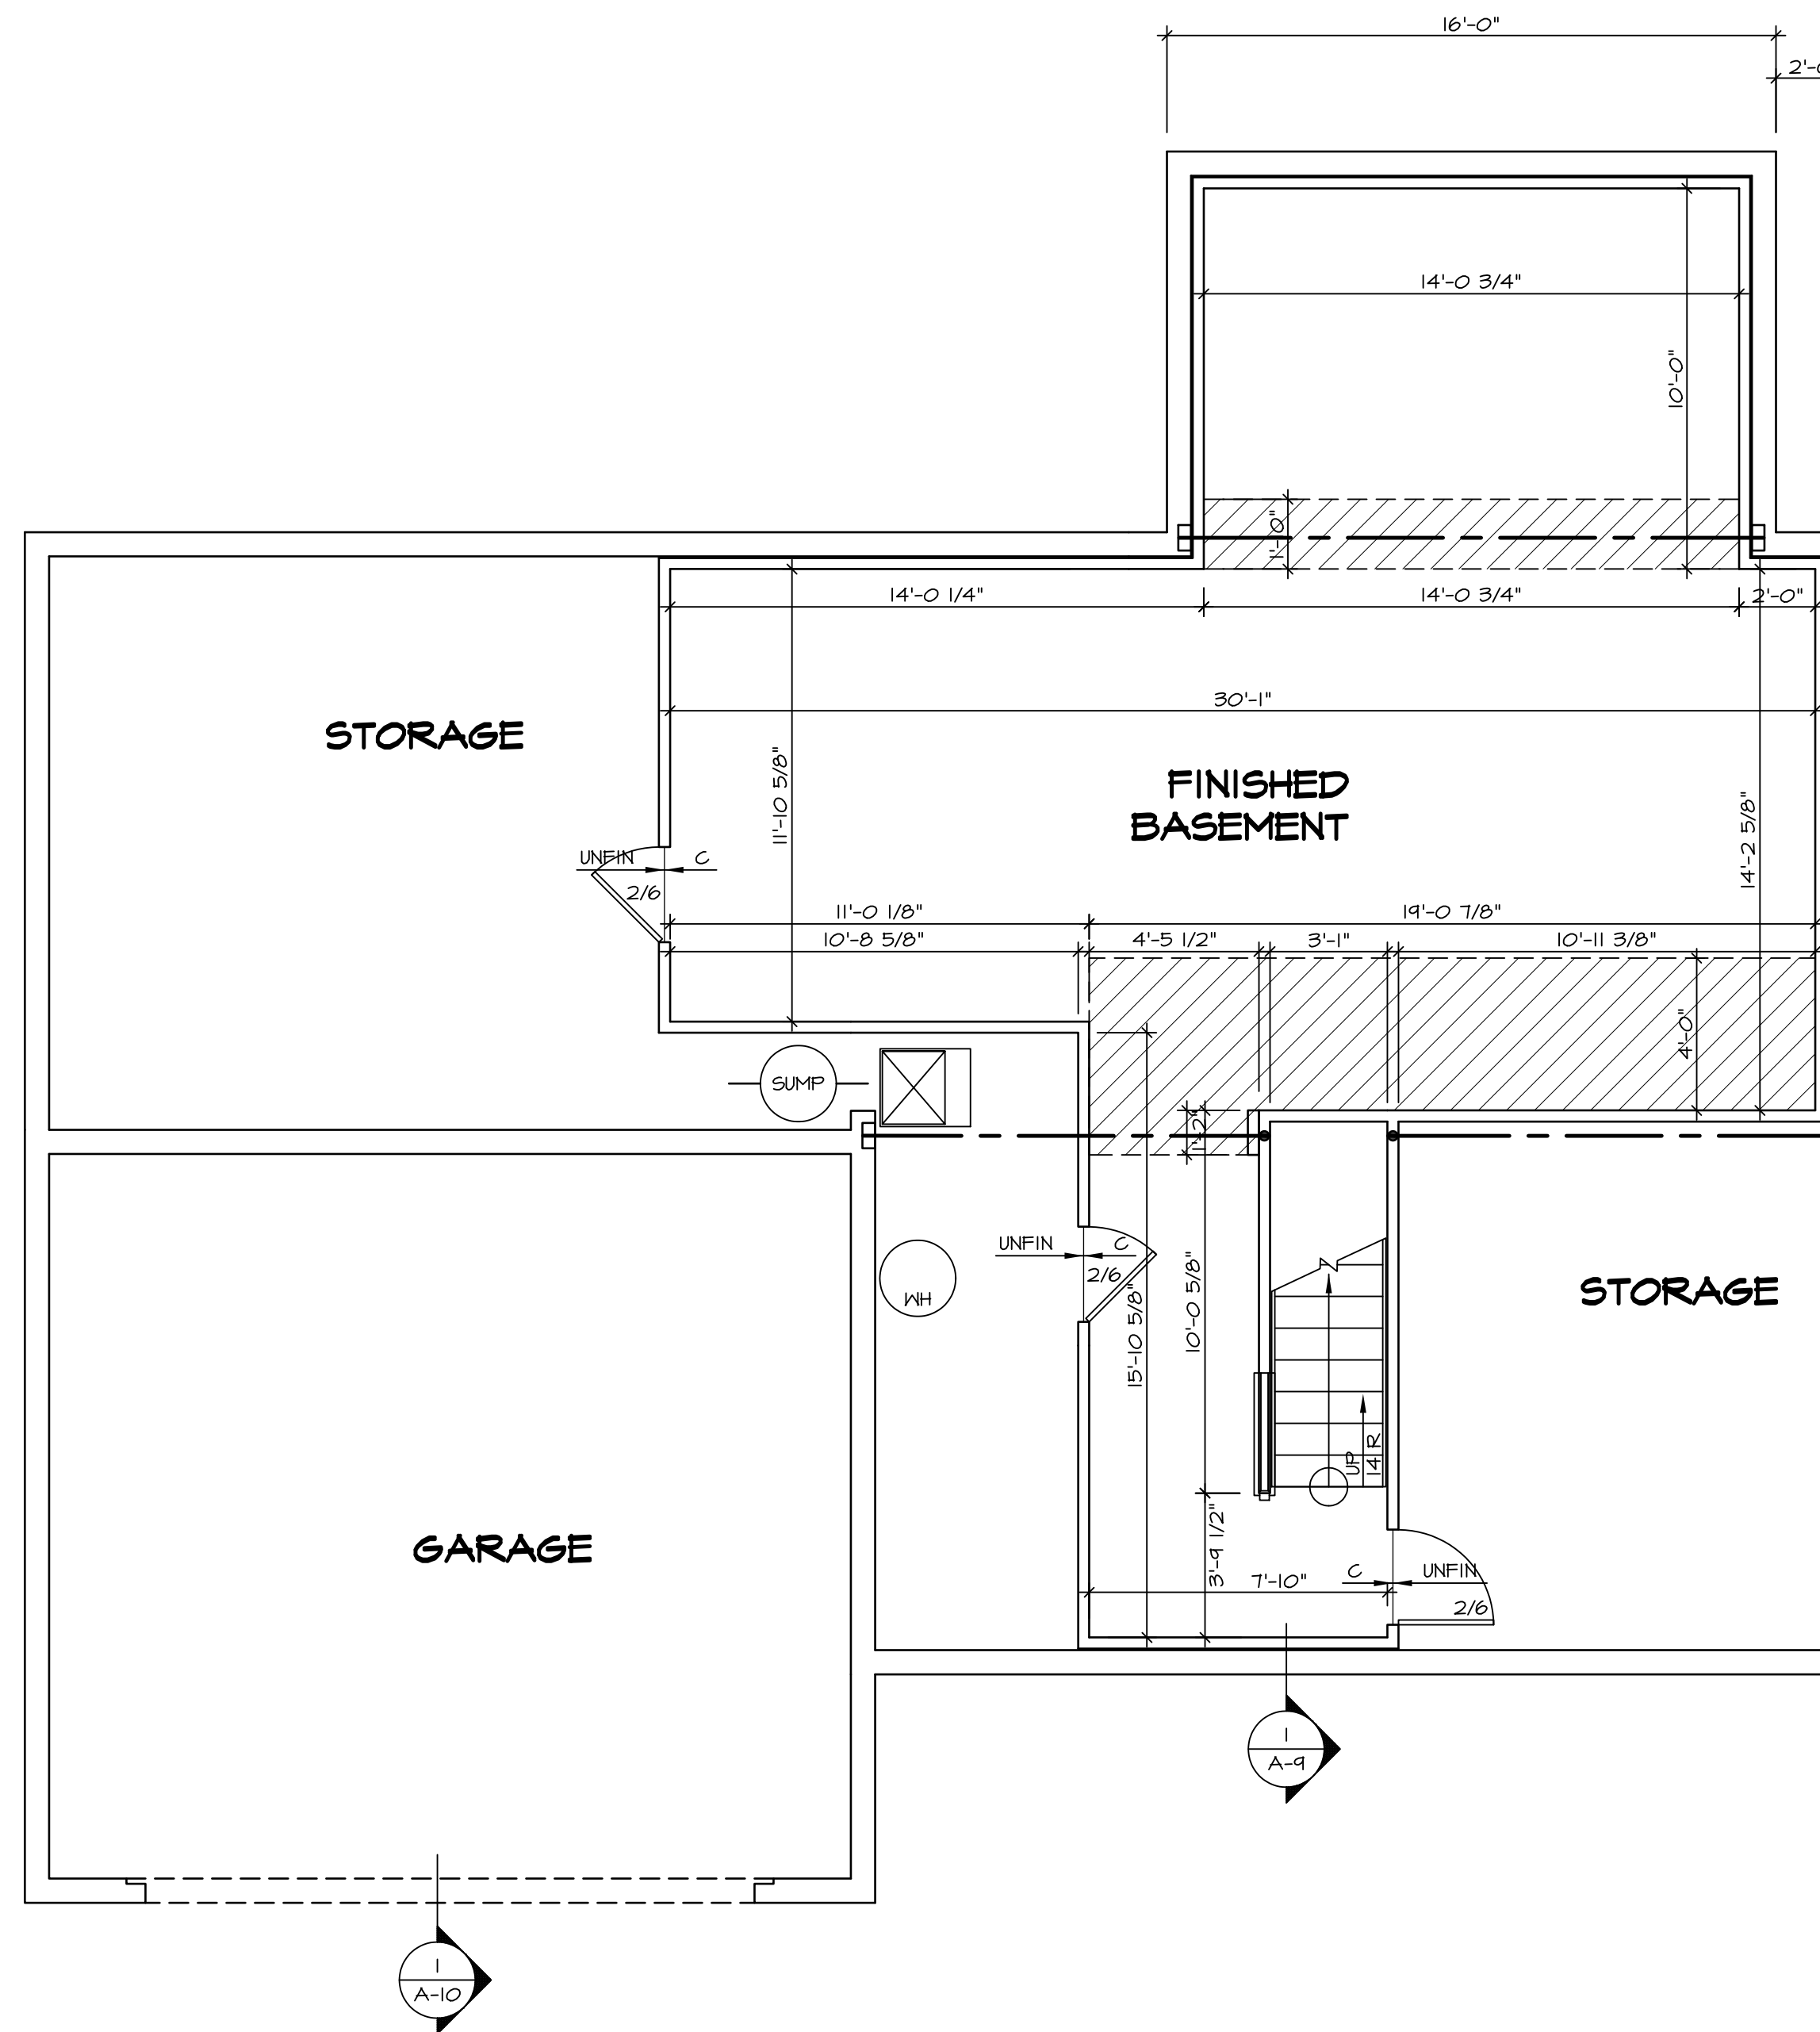 16'-0"
14'-0 3/4"
10'-0"
1'-0"
14'-0 1/4"
14'-0 3/4"
2'-0"
30'-1"
STORAGE
FINISHED
BASEMENT
11'-10 5/8"
14'-2 5/8"
UNFIN
C
2/6
11'-0 1/8"
19'-0 7/8"
10'-8 5/8"
4'-5 1/2"
3'-1"
10'-11 3/8"
4'-0"
SUMP
1'-2"
UNFIN
C
2/6
WH
15'-10 5/8"
10'-0 5/8"
STORAGE
UP
14 R
GARAGE
3'-9 1/2"
7'-10"
C
UNFIN
2/6
1
A-9
1
A-10